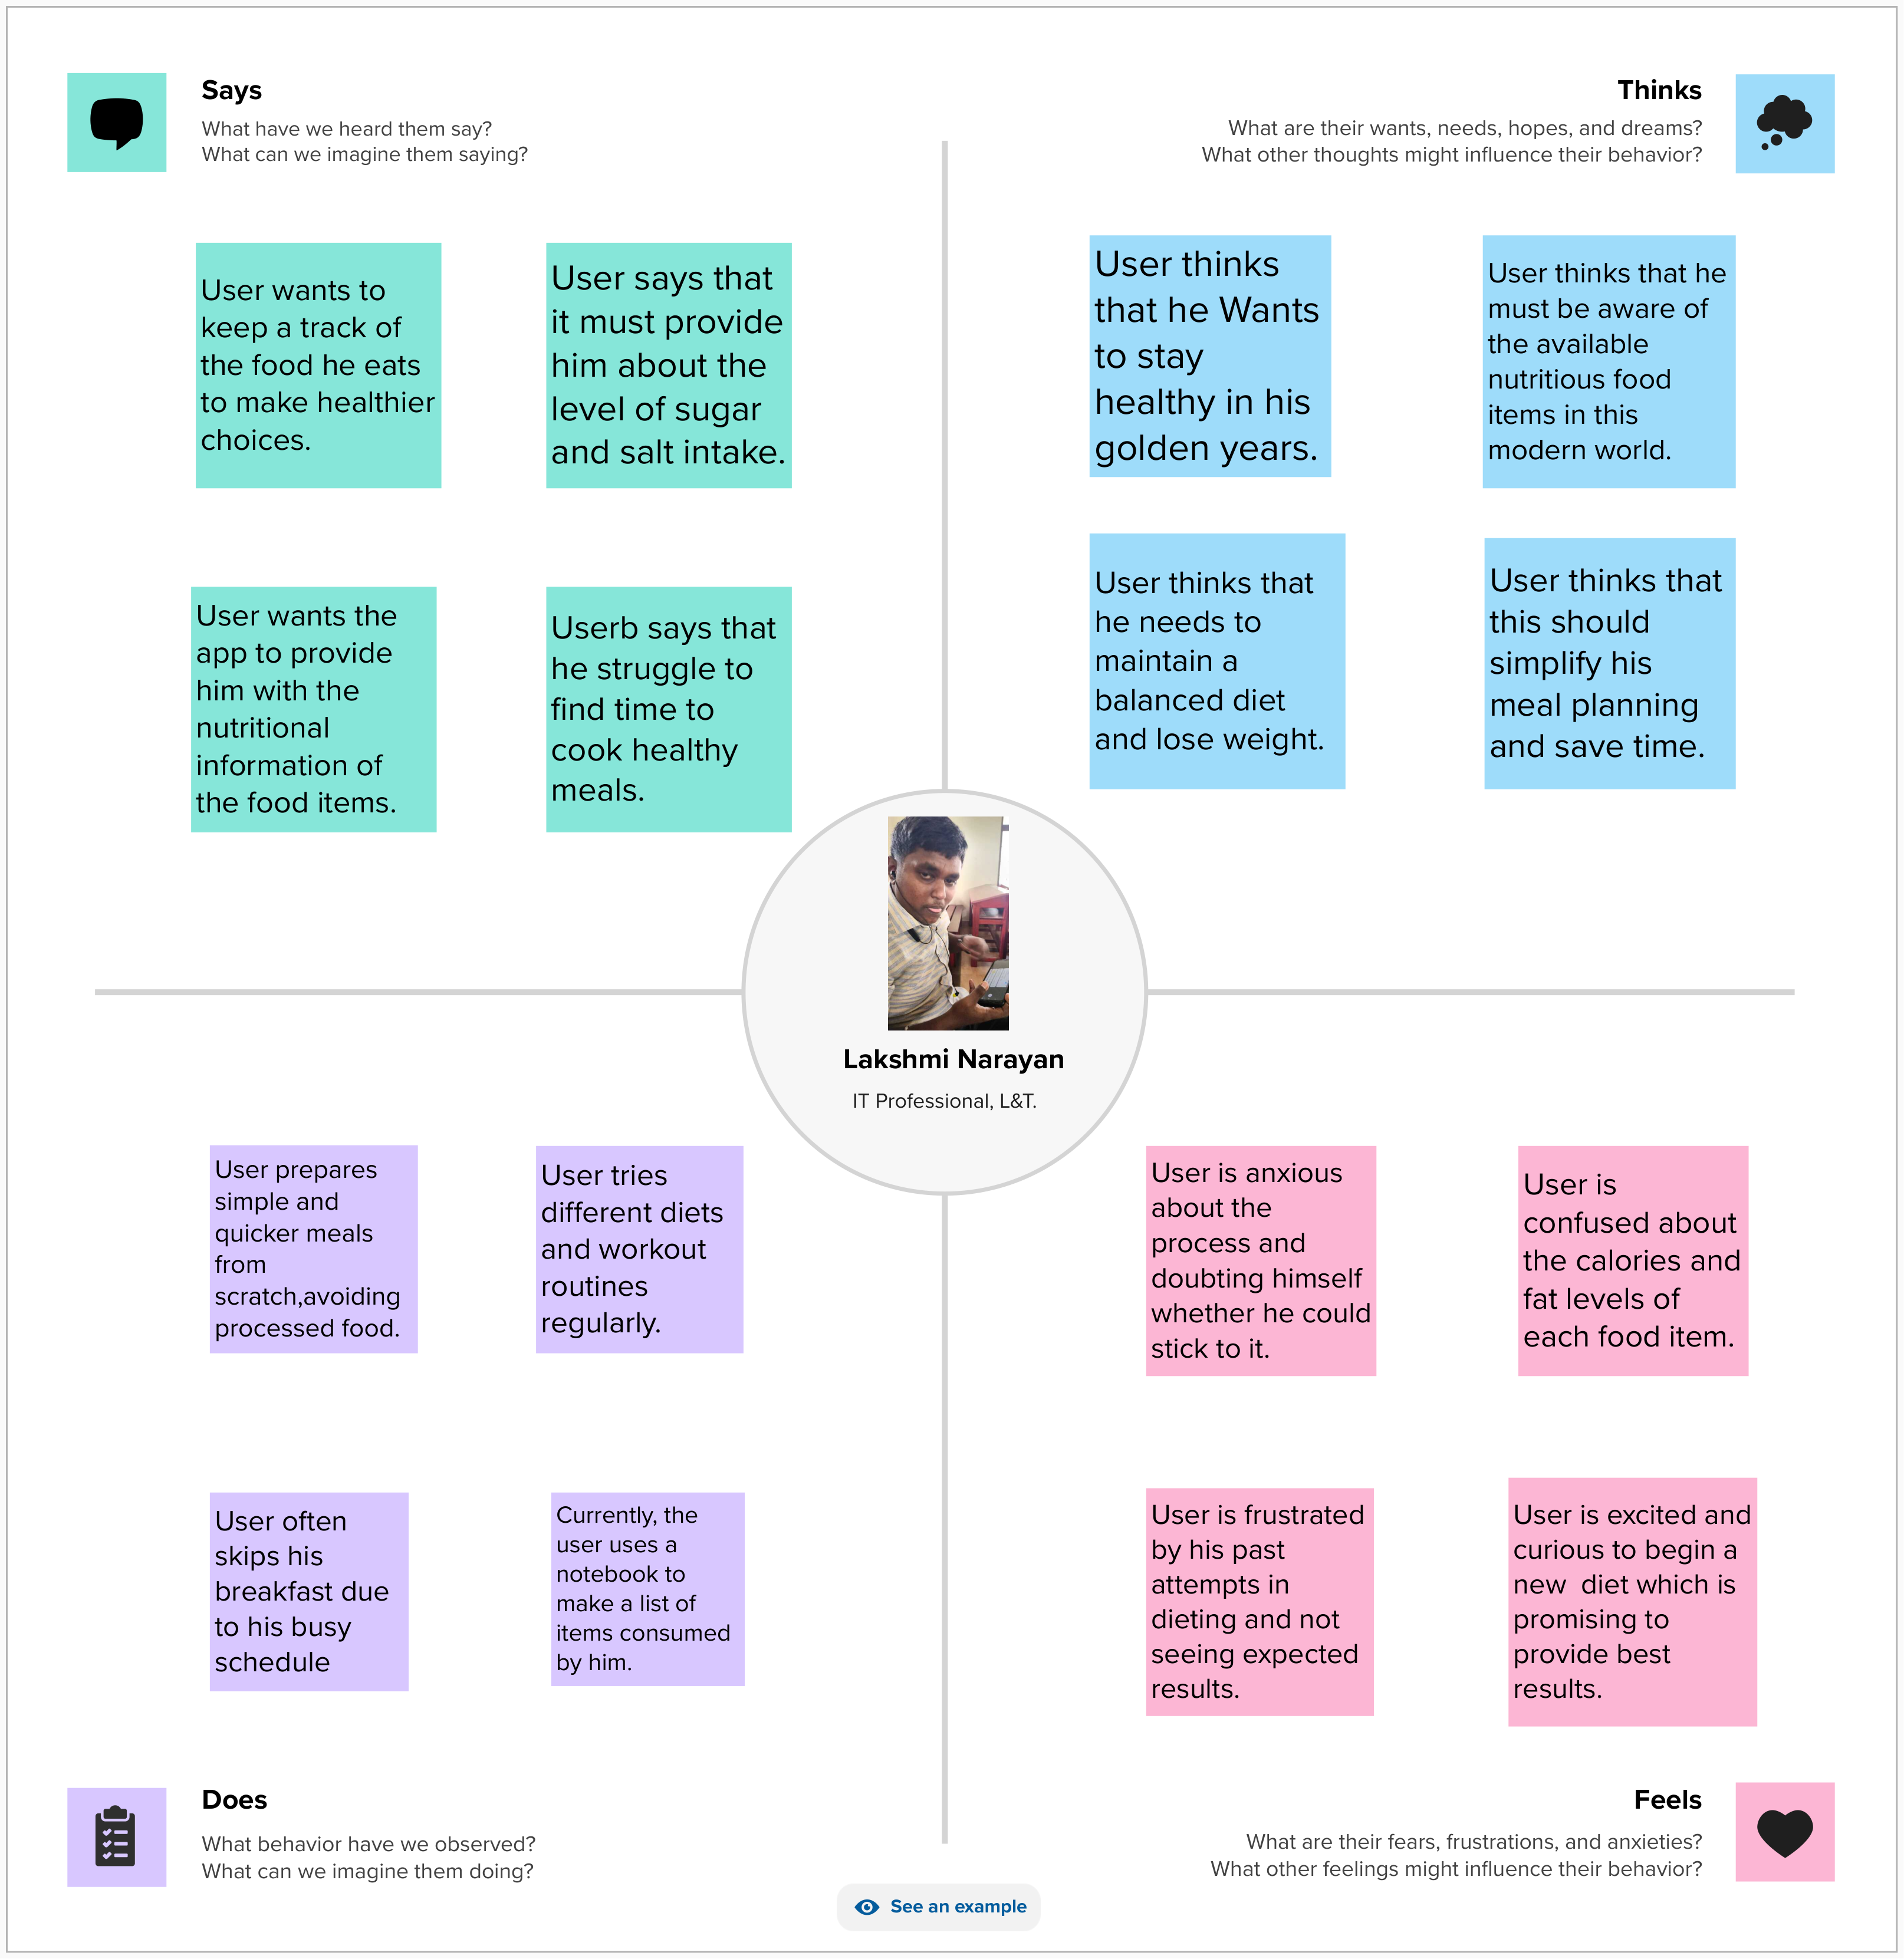 Says
What have we heard them say?
What can we imagine them saying?
Thinks
What are their wants, needs, hopes, and dreams?
What other thoughts might influence their behavior?
User wants to
keep a track of
the food he eats
to make healthier
choices.
User says that
it must provide
him about the
level of sugar
and salt intake.
User thinks
that he Wants
to stay
healthy in his
golden years.
User thinks that he
must be aware of
the available
nutritious food
items in this
modern world.
User wants the
app to provide
him with the
nutritional
information of
the food items.
Userb says that
he struggle to
find time to
cook healthy
meals.
User thinks that
he needs to
maintain a
balanced diet
and lose weight.
User thinks that
this should
simplify his
meal planning
and save time.
Lakshmi Narayan
IT Professional, L&T.
User prepares
simple and
quicker meals
from
scratch,avoiding
processed food.
User tries
different diets
and workout
routines
regularly.
User is anxious
about the
process and
doubting himself
whether he could
stick to it.
User is
confused about
the calories and
fat levels of
each food item.
User often
skips his
breakfast due
to his busy
schedule
Currently, the
user uses a
notebook to
make a list of
items consumed
by him.
User is frustrated
by his past
attempts in
dieting and not
seeing expected
results.
User is excited and
curious to begin a
new  diet which is
promising to
provide best
results.
Does
What behavior have we observed?
What can we imagine them doing?
Feels
What are their fears, frustrations, and anxieties?
What other feelings might influence their behavior?
See an example